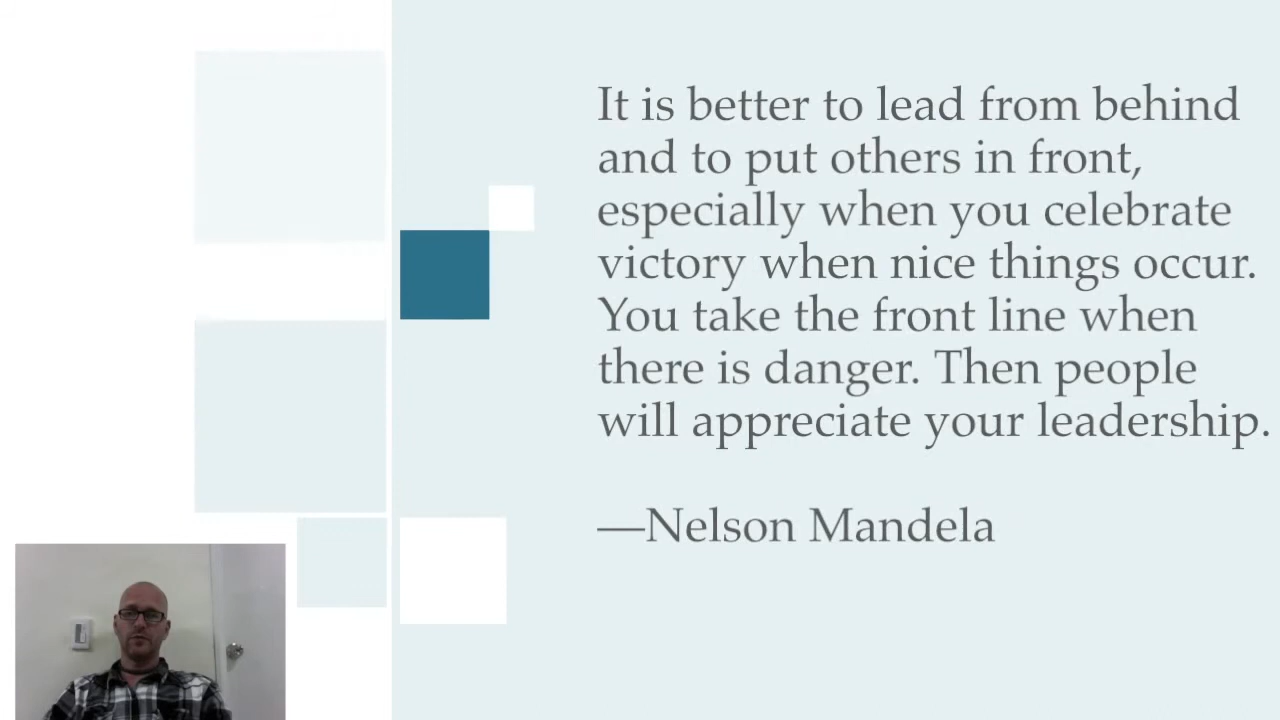 It is better to lead from behind
and to put others in front,
especially when you celebrate
victory when nice things occur.
You take the front line when
there is danger. Then people
will appreciate your leadership.
—Nelson Mandela